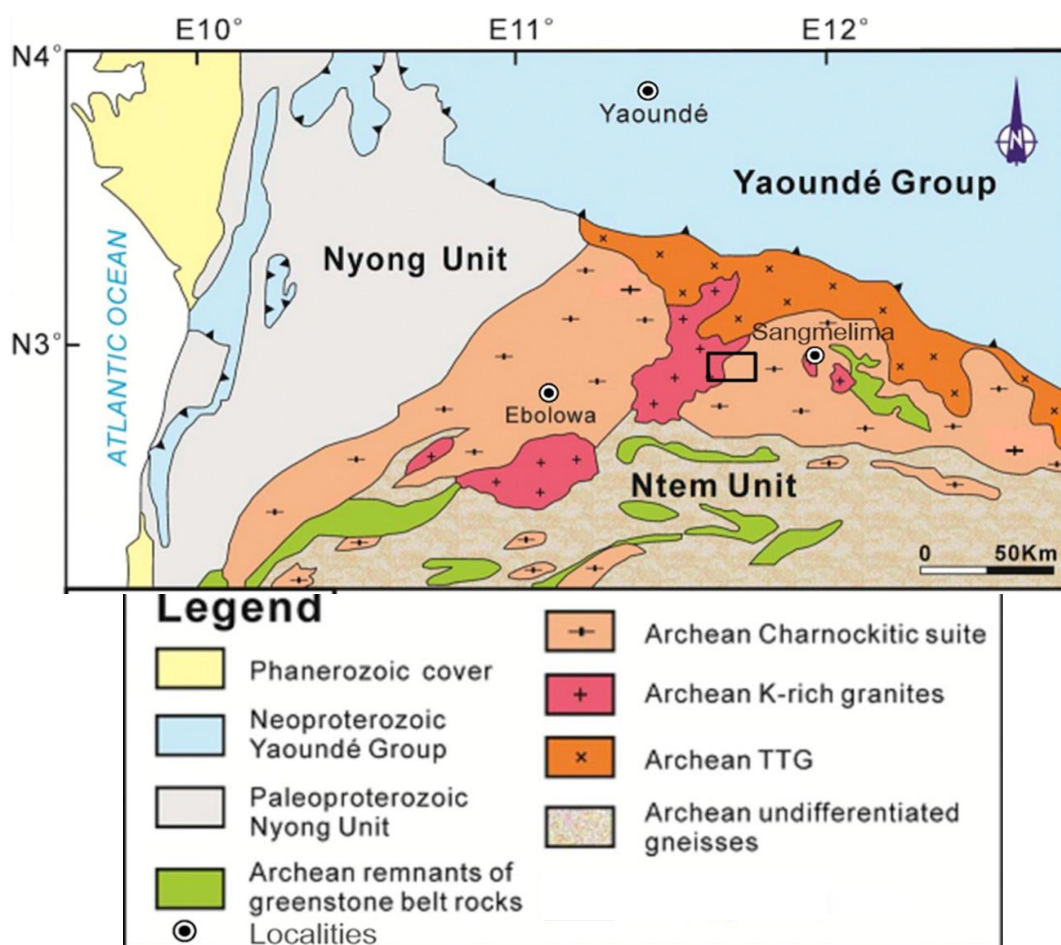 E10° E11° E12°
N4°
Yaoundé
N
Yaoundé Group
Nyong Unit
ATLANTIC OCEAN
N3°
Sangmelima
Ebolowa
Ntem Unit
0 50Km
Legend
Phanerozoic cover
Neoproterozoic
Yaoundé Group
Paleoproterozoic
Nyong Unit
Archean remnants of
greenstone belt rocks
Localities
Archean Charnockitic suite
Archean K-rich granites
Archean TTG
Archean undifferentiated
gneisses